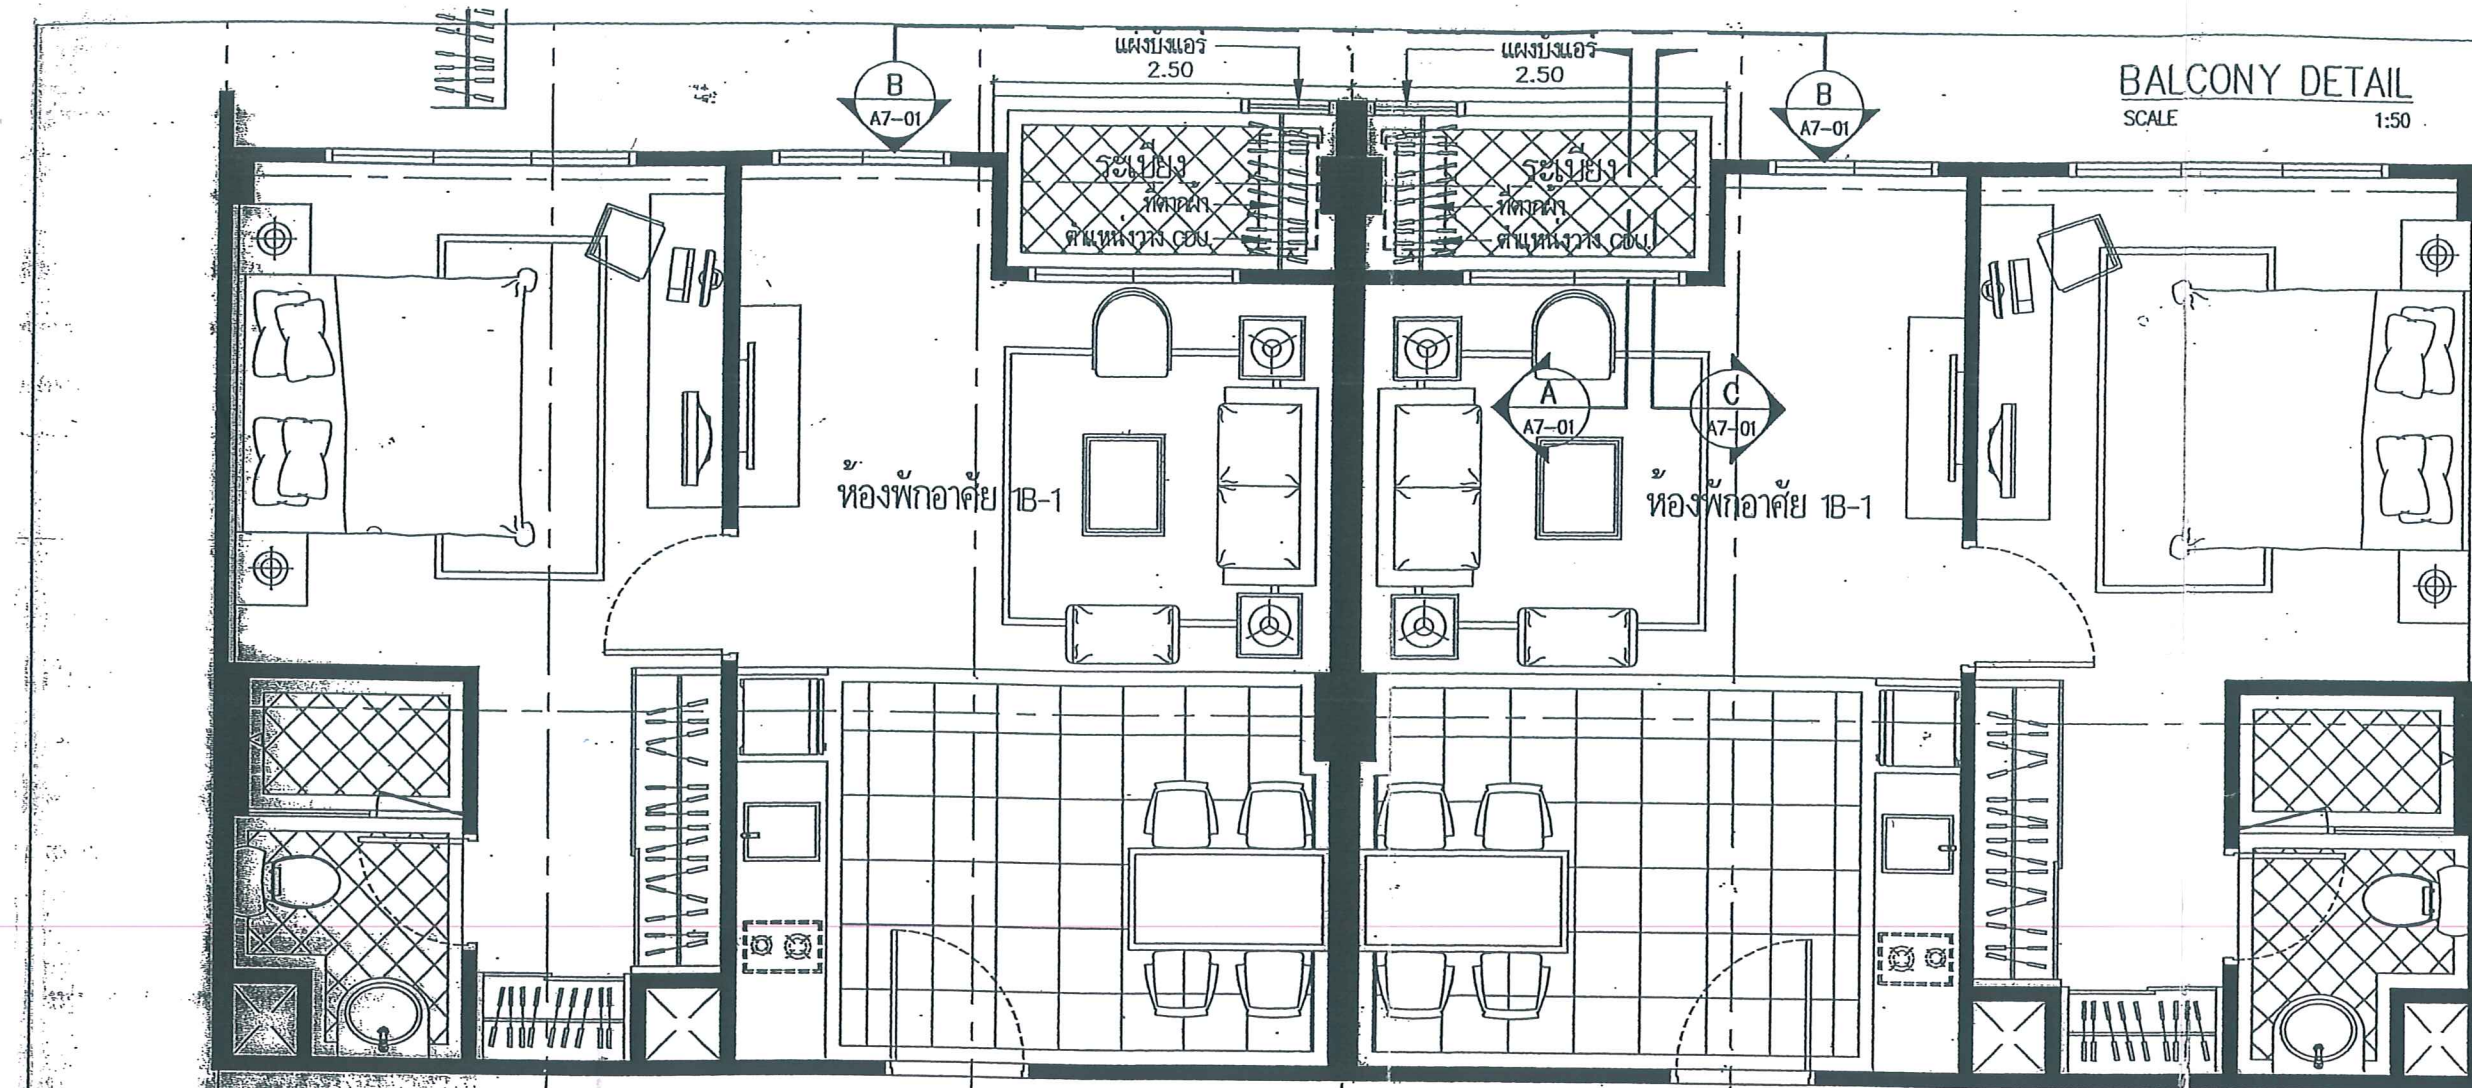 แผงบังแอร์
2.50
แผงบังแอร์
2.50
B
A7-01
B
A7-01
BALCONY DETAIL
SCALE 1:50
ระเบียง
ที่ตากผ้า
ตำแหน่งวาง CDU.
ระเบียง
ที่ตากผ้า
ตำแหน่งวาง CDU.
A
A7-01
C
A7-01
ห้องพักอาศัย 1B-1
ห้องพักอาศัย 1B-1